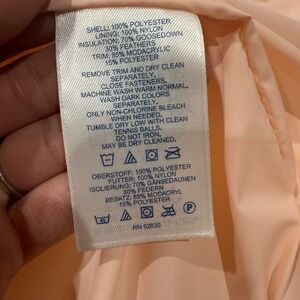 SHELL: 100% POLYESTER
LINING: 100% NYLON
INSULATION: 70% GOOSEDOWN
30% FEATHERS
TRIM: 85% MODACRYLIC
15% POLYESTER
REMOVE TRIM AND DRY CLEAN
SEPARATELY.
CLOSE FASTENERS,
MACHINE WASH WARM NORMAL.
WASH DARK COLORS
SEPARATELY.
ONLY NON-CHLORINE BLEACH
WHEN NEEDED.
TUMBLE DRY LOW WITH CLEAN
TENNIS BALLS.
DO NOT IRON.
MAY BE DRYCLEANED.
OBERSTOFF: 100% POLYESTER
FUTTER: 100% NYLON
ISOLIERUNG: 70% GÄNSEDAUNEN
30% FEDERN
BESATZ: 85% MODACRYL
15% POLYESTER
P
RN 62830